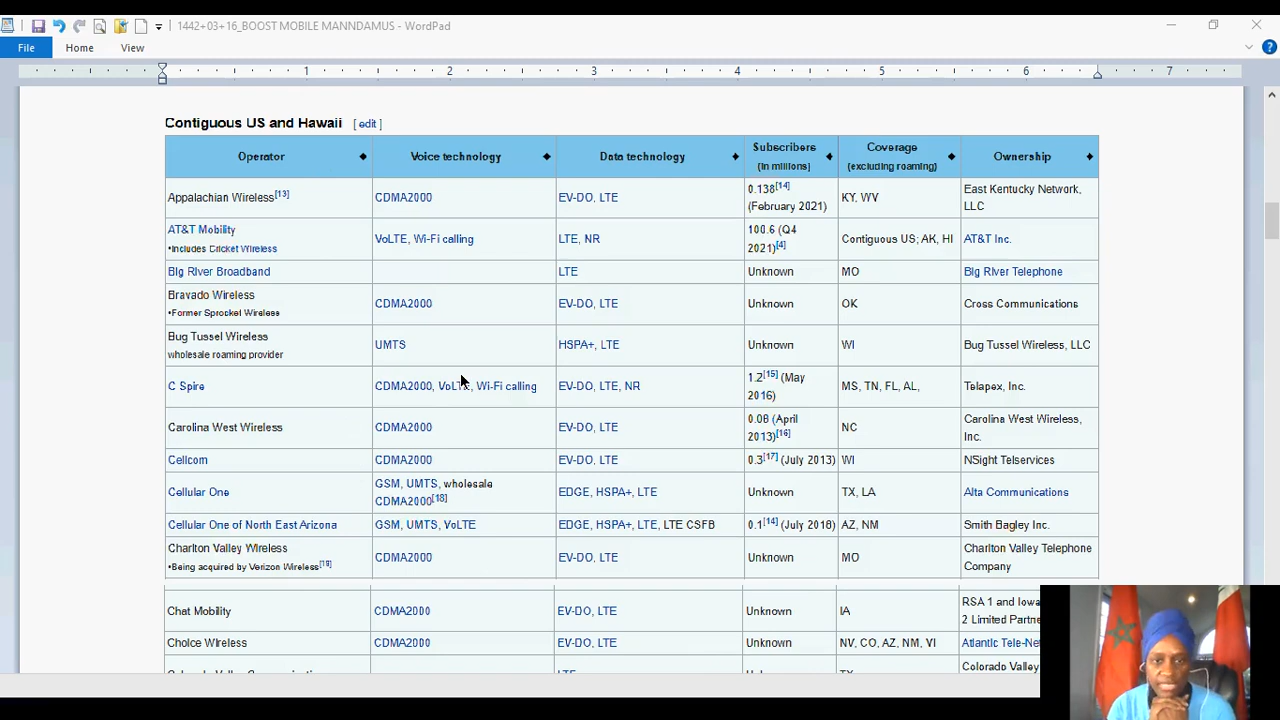 1442+03+16_BOOST MOBILE MANNDAMUS - WordPad
File Home View
1 2 3 4 5 6 7
Contiguous US and Hawaii [ edit ]
Operator Voice technology Data technology Subscribers (in millions) Coverage (excluding roaming) Ownership
Appalachian Wireless[13] CDMA2000 EV-DO, LTE 0.138[14] (February 2021) KY, WV East Kentucky Network, LLC
AT&T Mobility •Includes Cricket Wireless VoLTE, Wi-Fi calling LTE, NR 100.6 (Q4 2021)[4] Contiguous US; AK, HI AT&T Inc.
Big River Broadband LTE Unknown MO Big River Telephone
Bravado Wireless •Former Sprocket Wireless CDMA2000 EV-DO, LTE Unknown OK Cross Communications
Bug Tussel Wireless wholesale roaming provider UMTS HSPA+, LTE Unknown WI Bug Tussel Wireless, LLC
C Spire CDMA2000, VoLTE, Wi-Fi calling EV-DO, LTE, NR 1.2[15] (May 2016) MS, TN, FL, AL, Telapex, Inc.
Carolina West Wireless CDMA2000 EV-DO, LTE 0.08 (April 2013)[16] NC Carolina West Wireless, Inc.
Cellcom CDMA2000 EV-DO, LTE 0.3[17] (July 2013) WI NSight Telservices
Cellular One GSM, UMTS, wholesale CDMA2000[18] EDGE, HSPA+, LTE Unknown TX, LA Alta Communications
Cellular One of North East Arizona GSM, UMTS, VoLTE EDGE, HSPA+, LTE, LTE CSFB 0.1[14] (July 2018) AZ, NM Smith Bagley Inc.
Chariton Valley Wireless •Being acquired by Verizon Wireless[19] CDMA2000 EV-DO, LTE Unknown MO Chariton Valley Telephone Company
Chat Mobility CDMA2000 EV-DO, LTE Unknown IA RSA 1 and Iowa 2 Limited Partne
Choice Wireless CDMA2000 EV-DO, LTE Unknown NV, CO, AZ, NM, VI Atlantic Tele-Net
Colorado Valley